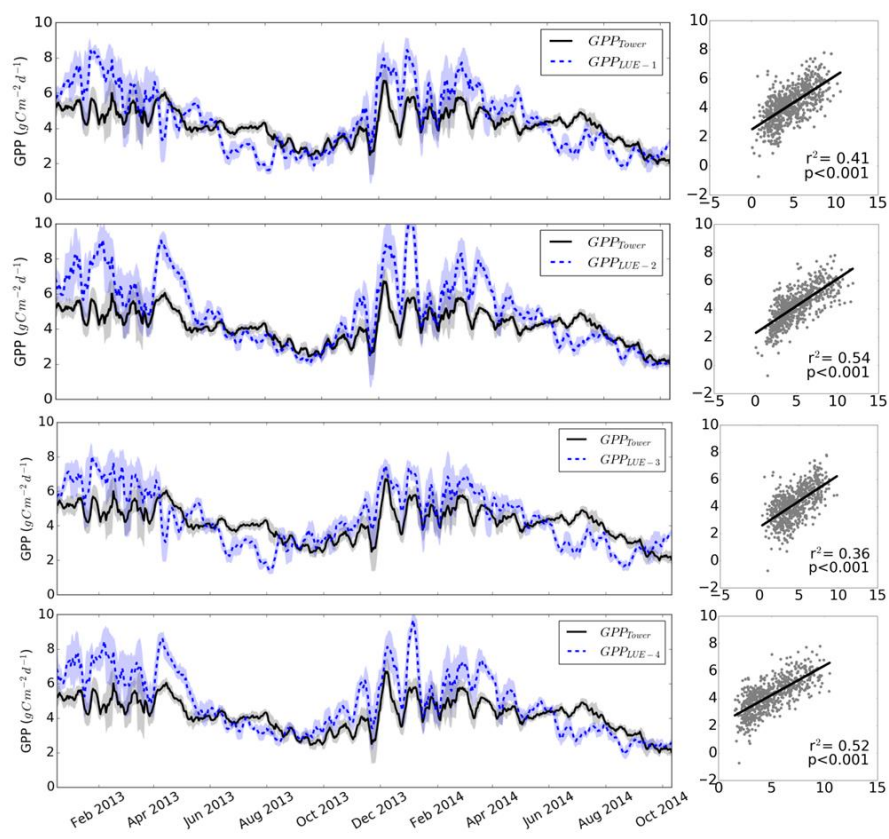 10
8
6
4
2
0
GPP (gCm⁻²d⁻¹)
GPP_Tower
GPP_LUE−1
10
8
6
4
2
0
−2
−5 0 5 10 15
r²= 0.41
p<0.001
10
8
6
4
2
0
GPP (gCm⁻²d⁻¹)
GPP_Tower
GPP_LUE−2
10
8
6
4
2
0
−2
−5 0 5 10 15
r²= 0.54
p<0.001
10
8
6
4
2
0
GPP (gCm⁻²d⁻¹)
GPP_Tower
GPP_LUE−3
10
8
6
4
2
0
−2
−5 0 5 10 15
r²= 0.36
p<0.001
10
8
6
4
2
0
GPP (gCm⁻²d⁻¹)
GPP_Tower
GPP_LUE−4
Feb 2013 Apr 2013 Jun 2013 Aug 2013 Oct 2013 Dec 2013 Feb 2014 Apr 2014 Jun 2014 Aug 2014 Oct 2014
10
8
6
4
2
0
−2
−5 0 5 10 15
r²= 0.52
p<0.001